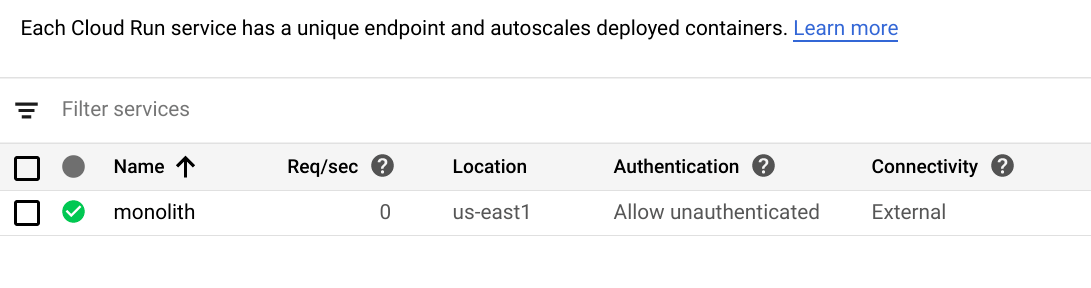 Each Cloud Run service has a unique endpoint and autoscales deployed containers. Learn more
Filter services
Name Req/sec ? Location Authentication ? Connectivity ?
monolith 0 us-east1 Allow unauthenticated External